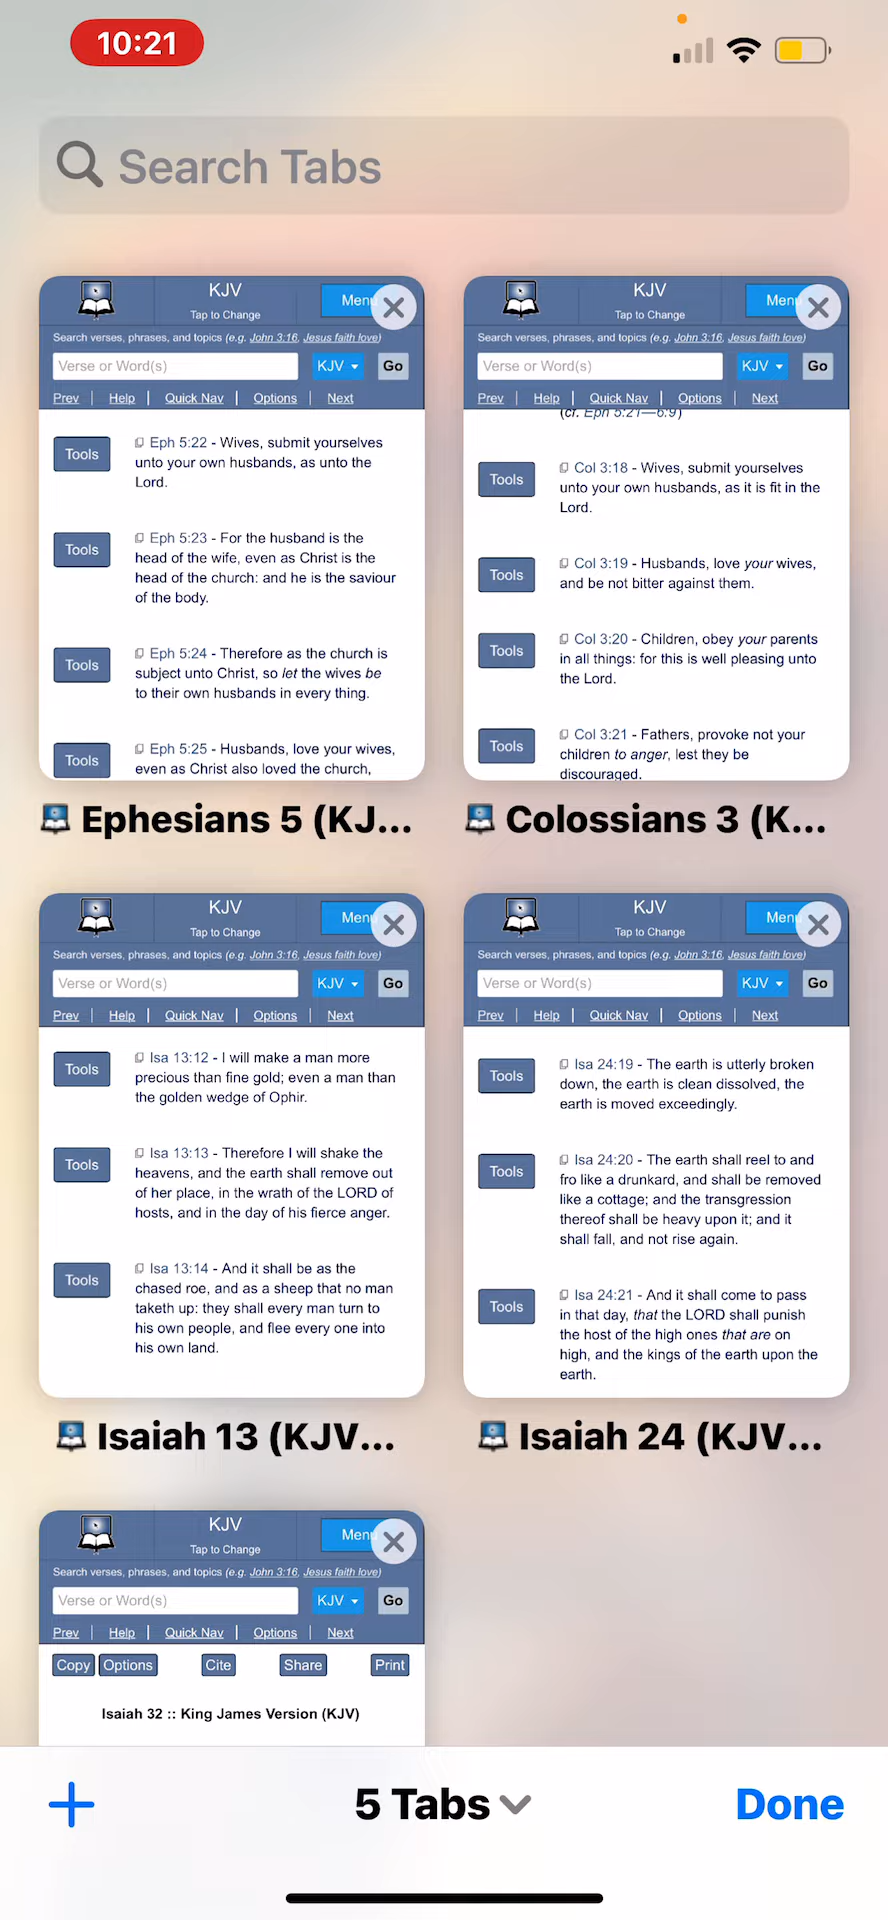 10:21
Search Tabs
KJV
Tap to Change
Menu
Search verses, phrases, and topics (e.g. John 3:16, Jesus faith love)
Verse or Word(s)
KJV
Go
Prev | Help | Quick Nav | Options | Next
Tools
Eph 5:22 - Wives, submit yourselves
unto your own husbands, as unto the
Lord.
Tools
Eph 5:23 - For the husband is the
head of the wife, even as Christ is the
head of the church: and he is the saviour
of the body.
Tools
Eph 5:24 - Therefore as the church is
subject unto Christ, so let the wives be
to their own husbands in every thing.
Tools
Eph 5:25 - Husbands, love your wives,
even as Christ also loved the church,
Ephesians 5 (KJ...
KJV
Tap to Change
Menu
Search verses, phrases, and topics (e.g. John 3:16, Jesus faith love)
Verse or Word(s)
KJV
Go
Prev | Help | Quick Nav | Options | Next
(cf. Eph 5:21—6:9)
Tools
Col 3:18 - Wives, submit yourselves
unto your own husbands, as it is fit in the
Lord.
Tools
Col 3:19 - Husbands, love your wives,
and be not bitter against them.
Tools
Col 3:20 - Children, obey your parents
in all things: for this is well pleasing unto
the Lord.
Tools
Col 3:21 - Fathers, provoke not your
children to anger, lest they be
discouraged.
Colossians 3 (K...
KJV
Tap to Change
Menu
Search verses, phrases, and topics (e.g. John 3:16, Jesus faith love)
Verse or Word(s)
KJV
Go
Prev | Help | Quick Nav | Options | Next
Tools
Isa 13:12 - I will make a man more
precious than fine gold; even a man than
the golden wedge of Ophir.
Tools
Isa 13:13 - Therefore I will shake the
heavens, and the earth shall remove out
of her place, in the wrath of the LORD of
hosts, and in the day of his fierce anger.
Tools
Isa 13:14 - And it shall be as the
chased roe, and as a sheep that no man
taketh up: they shall every man turn to
his own people, and flee every one into
his own land.
Isaiah 13 (KJV...
KJV
Tap to Change
Menu
Search verses, phrases, and topics (e.g. John 3:16, Jesus faith love)
Verse or Word(s)
KJV
Go
Prev | Help | Quick Nav | Options | Next
Tools
Isa 24:19 - The earth is utterly broken
down, the earth is clean dissolved, the
earth is moved exceedingly.
Tools
Isa 24:20 - The earth shall reel to and
fro like a drunkard, and shall be removed
like a cottage; and the transgression
thereof shall be heavy upon it; and it
shall fall, and not rise again.
Tools
Isa 24:21 - And it shall come to pass
in that day, that the LORD shall punish
the host of the high ones that are on
high, and the kings of the earth upon the
earth.
Isaiah 24 (KJV...
KJV
Tap to Change
Menu
Search verses, phrases, and topics (e.g. John 3:16, Jesus faith love)
Verse or Word(s)
KJV
Go
Prev | Help | Quick Nav | Options | Next
Copy Options Cite Share Print
Isaiah 32 :: King James Version (KJV)
5 Tabs
Done